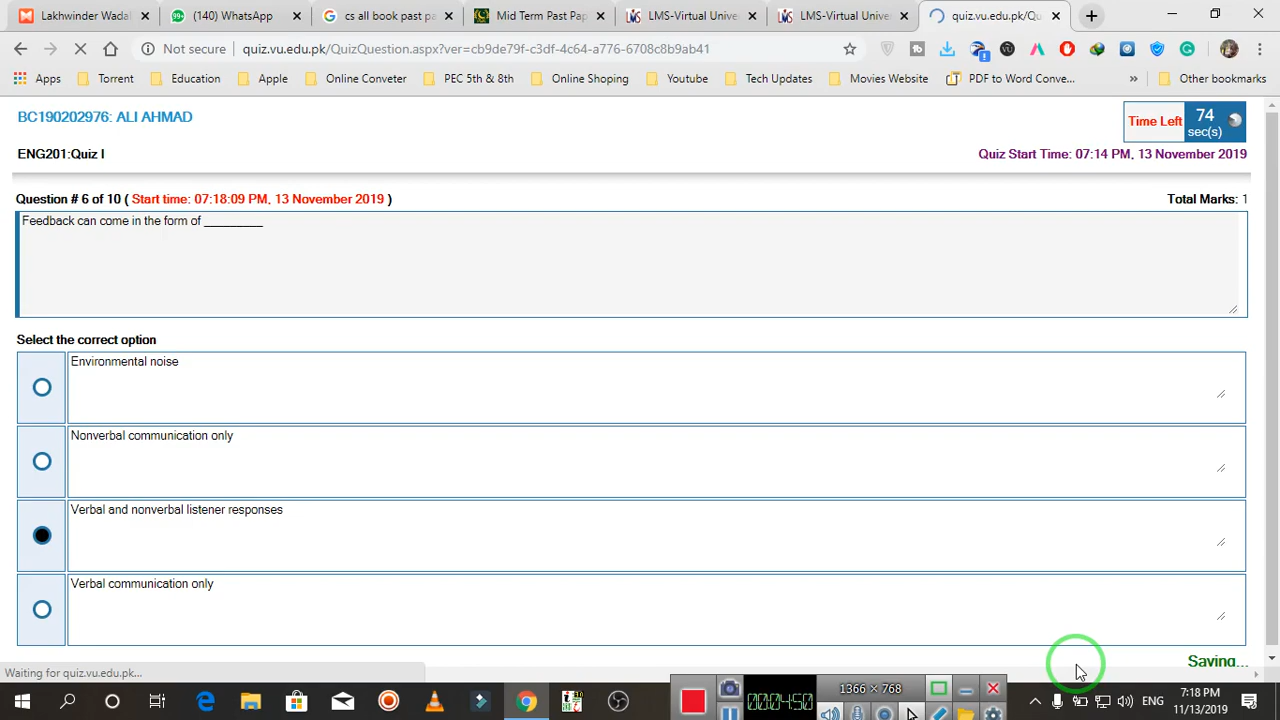 Lakhwinder Wadal
(140) WhatsApp
cs all book past pa
Mid Term Past Pap
LMS-Virtual Unive
LMS-Virtual Unive
quiz.vu.edu.pk/Qu
Not secure
quiz.vu.edu.pk/QuizQuestion.aspx?ver=cb9de79f-c3df-4c64-a776-6708c8b9ab41
Apps
Torrent
Education
Apple
Online Conveter
PEC 5th & 8th
Online Shoping
Youtube
Tech Updates
Movies Website
PDF to Word Conve...
Other bookmarks
BC190202976: ALI AHMAD
Time Left
74
sec(s)
ENG201:Quiz I
Quiz Start Time: 07:14 PM, 13 November 2019
Question # 6 of 10 ( Start time: 07:18:09 PM, 13 November 2019 )
Total Marks: 1
Feedback can come in the form of _________
Select the correct option
Environmental noise
Nonverbal communication only
Verbal and nonverbal listener responses
Verbal communication only
Saving...
Waiting for quiz.vu.edu.pk...
00:04:50
1366 × 768
ENG
7:18 PM
11/13/2019